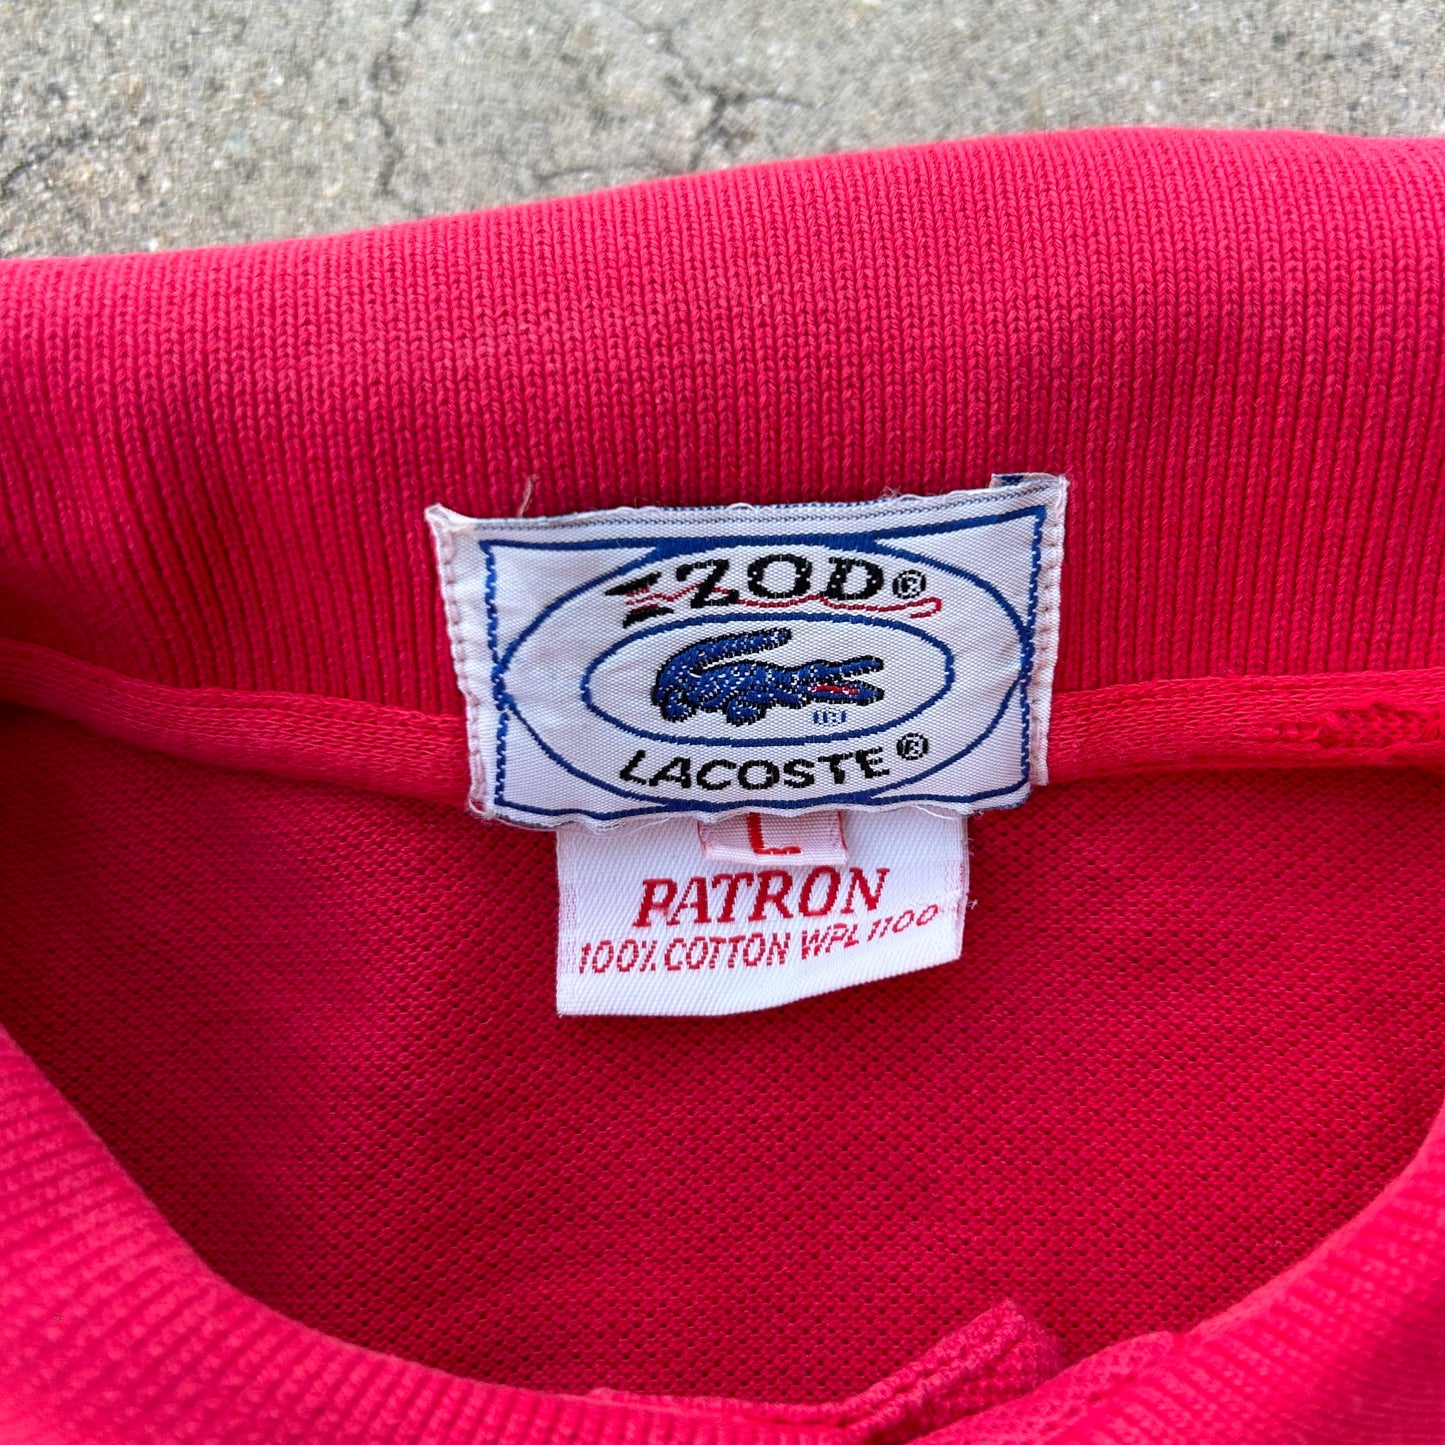 IZOD®
LACOSTE®
L
PATRON
100% COTTON WPL 1100